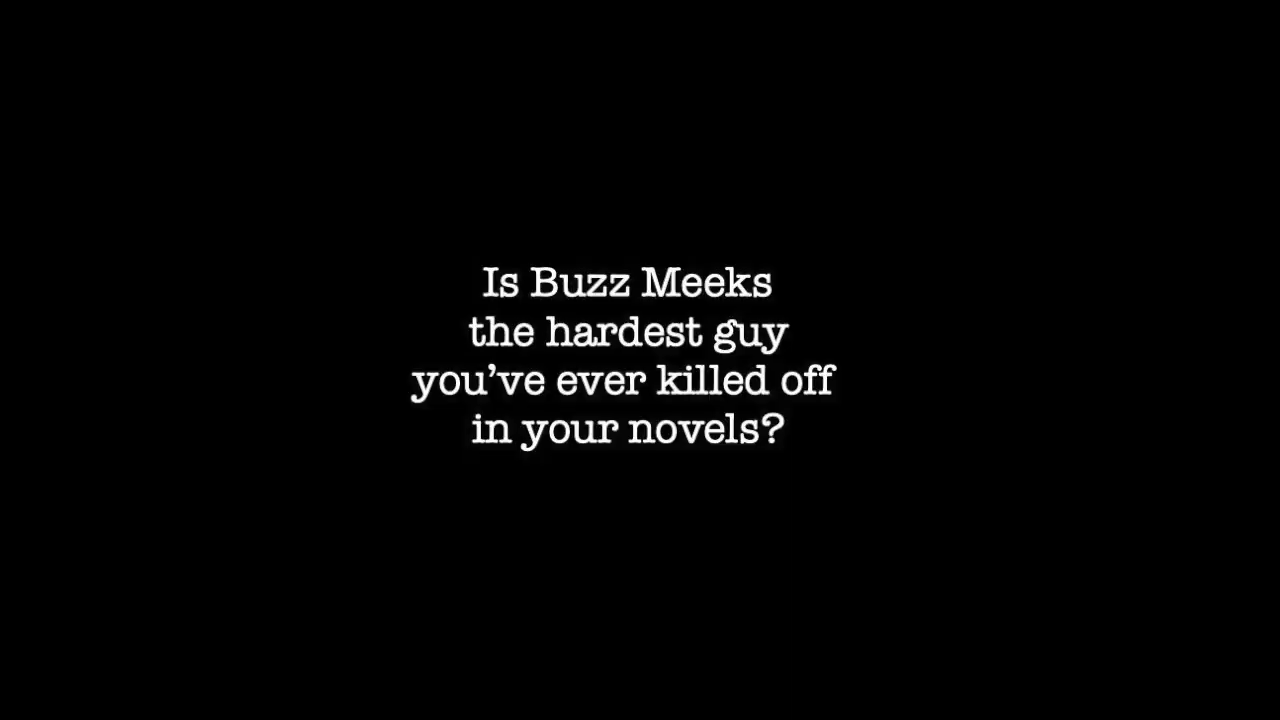 Is Buzz Meeks
the hardest guy
you’ve ever killed off
in your novels?